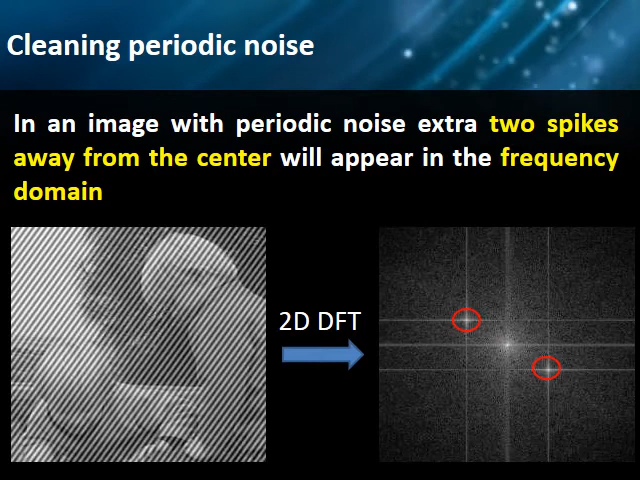 Cleaning periodic noise
In an image with periodic noise extra two spikes
away from the center will appear in the frequency
domain
2D DFT